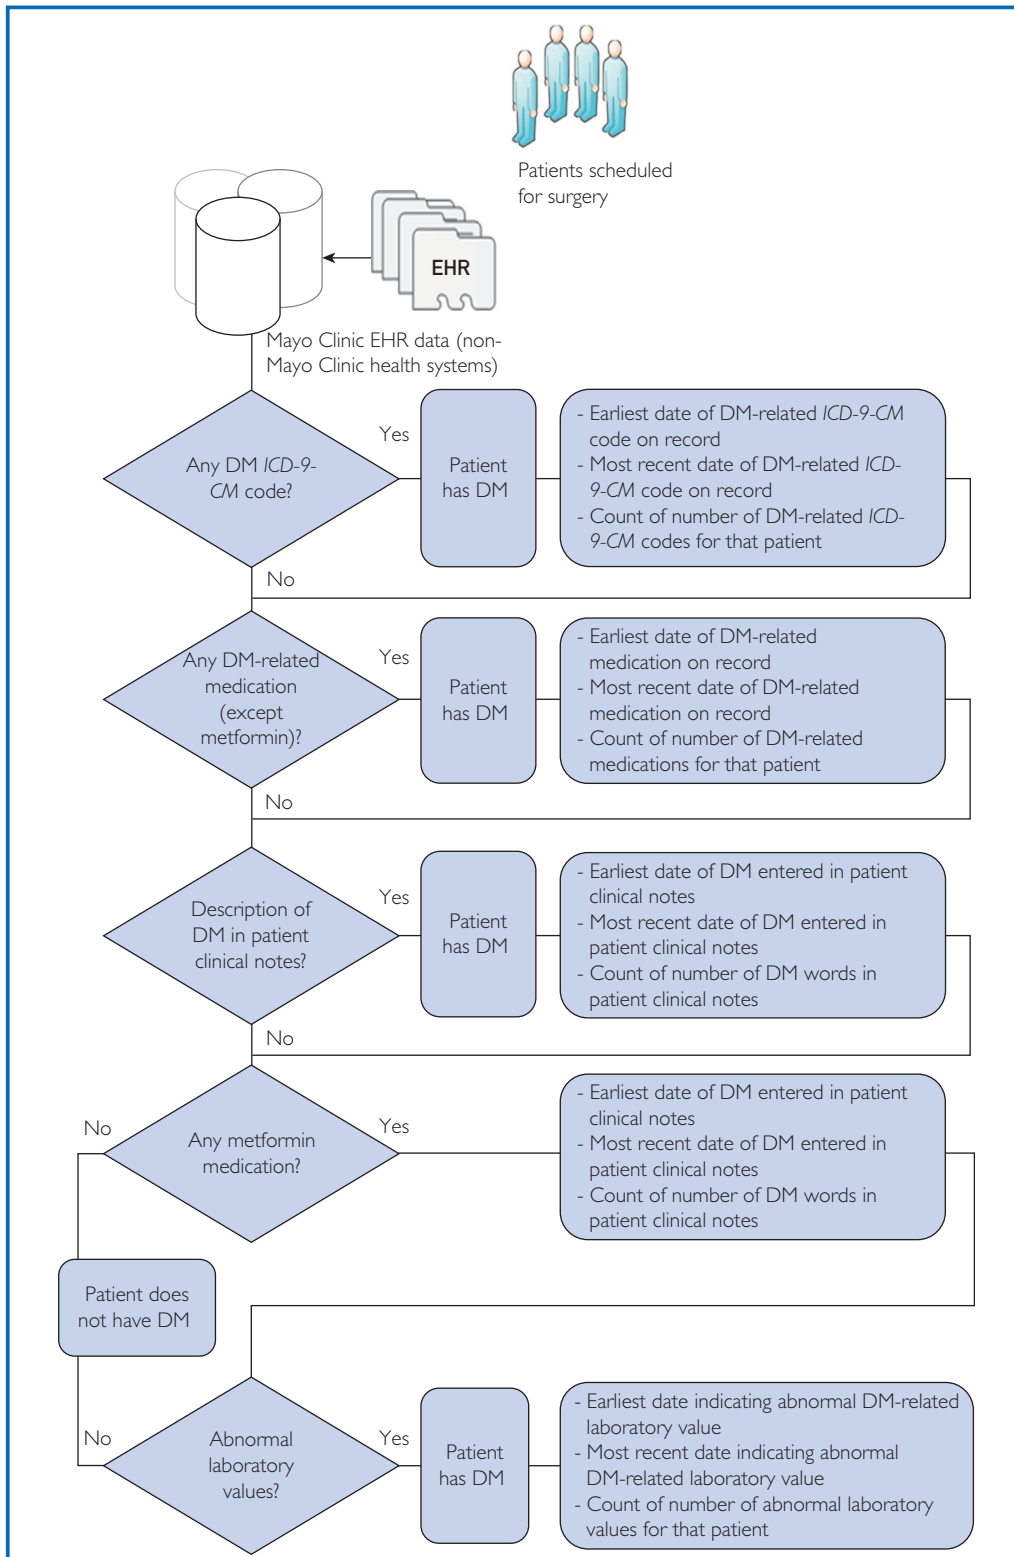 Patients scheduled
for surgery
EHR
Mayo Clinic EHR data (non-
Mayo Clinic health systems)
Any DM ICD-9-
CM code?
Yes
Patient
has DM
- Earliest date of DM-related ICD-9-CM
code on record
- Most recent date of DM-related ICD-
9-CM code on record
- Count of number of DM-related ICD-
9-CM codes for that patient
No
Any DM-related
medication
(except
metformin)?
Yes
Patient
has DM
- Earliest date of DM-related
medication on record
- Most recent date of DM-related
medication on record
- Count of number of DM-related
medications for that patient
No
Description of
DM in patient
clinical notes?
Yes
Patient
has DM
- Earliest date of DM entered in patient
clinical notes
- Most recent date of DM entered in
patient clinical notes
- Count of number of DM words in
patient clinical notes
No
No
Any metformin
medication?
Yes
- Earliest date of DM entered in patient
clinical notes
- Most recent date of DM entered in
patient clinical notes
- Count of number of DM words in
patient clinical notes
Patient does
not have DM
No
Abnormal
laboratory
values?
Yes
Patient
has DM
- Earliest date indicating abnormal DM-related
laboratory value
- Most recent date indicating abnormal
DM-related laboratory value
- Count of number of abnormal laboratory
values for that patient